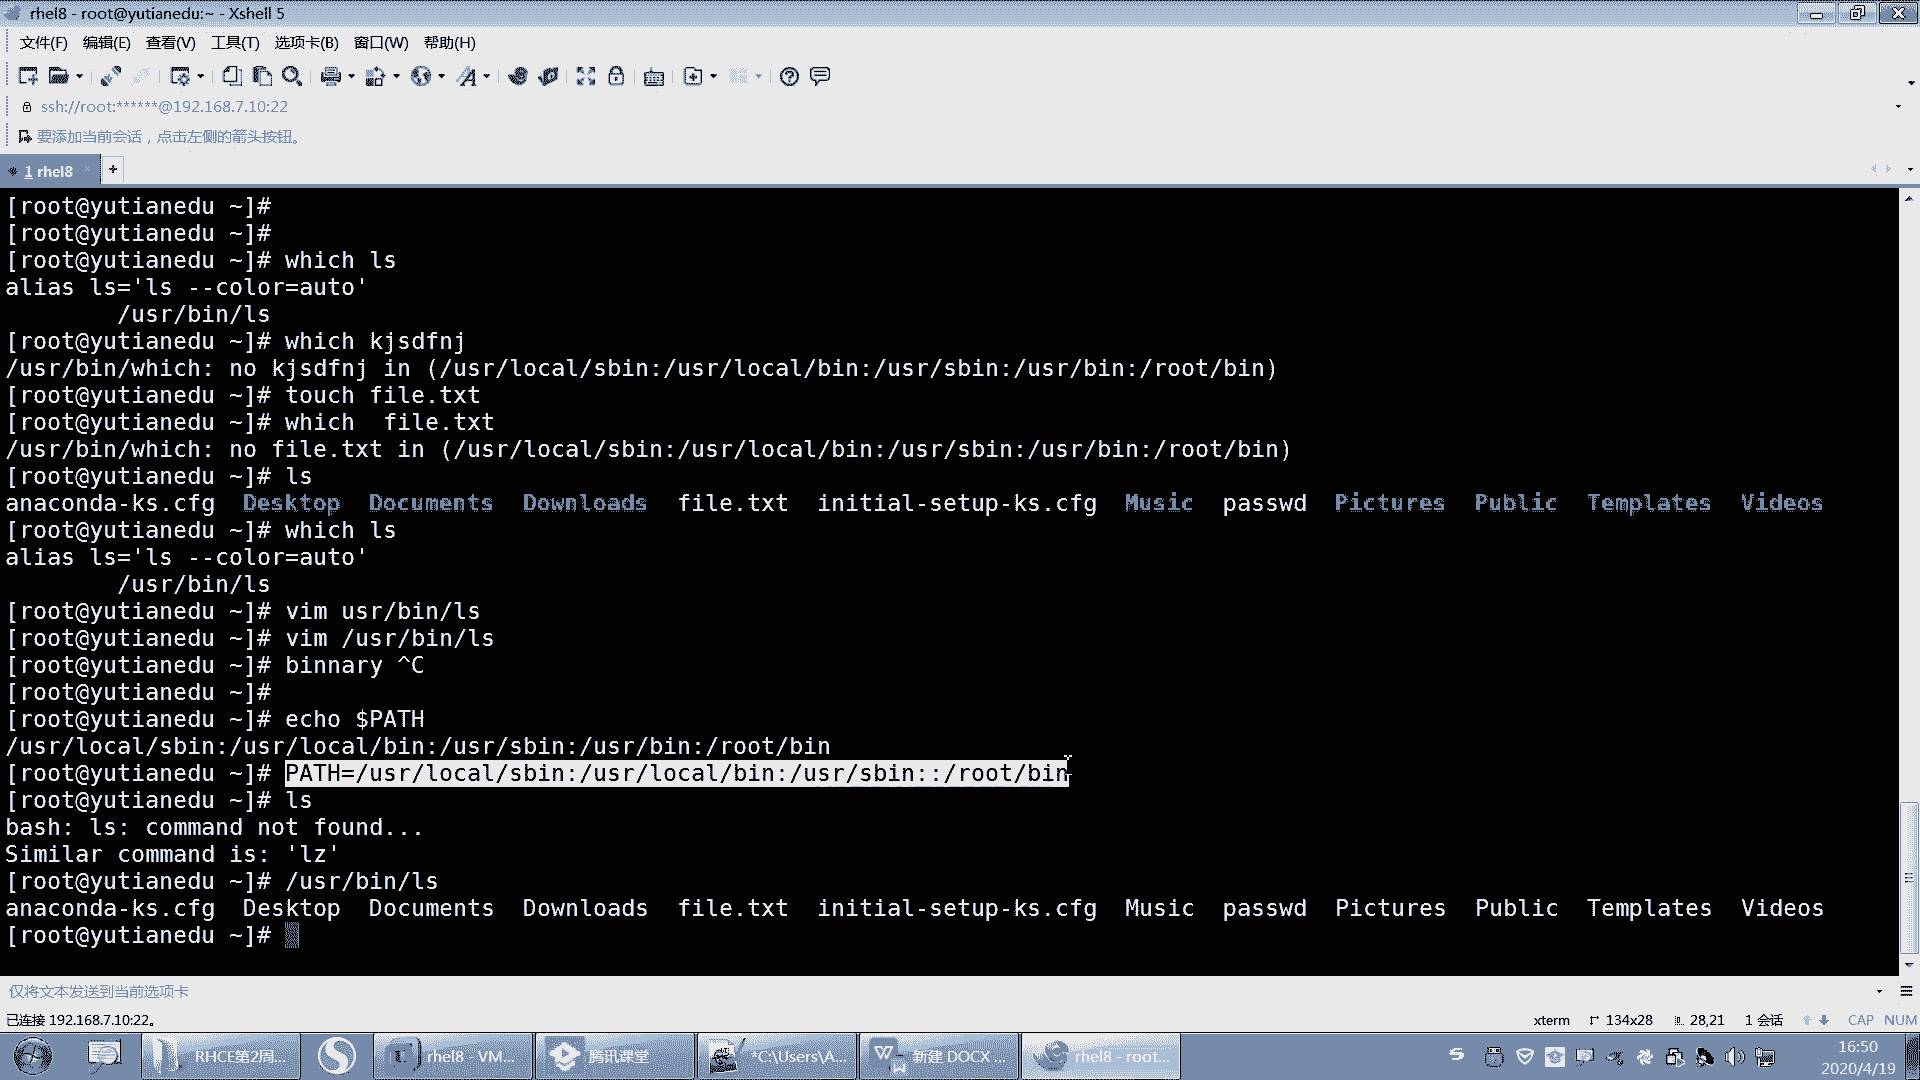 rhel8 - root@yutianedu:~ - Xshell 5
文件(F) 编辑(E) 查看(V) 工具(T) 选项卡(B) 窗口(W) 帮助(H)
ssh://root:******@192.168.7.10:22
要添加当前会话，点击左侧的箭头按钮。
1 rhel8
[root@yutianedu ~]#
[root@yutianedu ~]#
[root@yutianedu ~]# which ls
alias ls='ls --color=auto'
/usr/bin/ls
[root@yutianedu ~]# which kjsdfnj
/usr/bin/which: no kjsdfnj in (/usr/local/sbin:/usr/local/bin:/usr/sbin:/usr/bin:/root/bin)
[root@yutianedu ~]# touch file.txt
[root@yutianedu ~]# which  file.txt
/usr/bin/which: no file.txt in (/usr/local/sbin:/usr/local/bin:/usr/sbin:/usr/bin:/root/bin)
[root@yutianedu ~]# ls
anaconda-ks.cfg  Desktop  Documents  Downloads  file.txt  initial-setup-ks.cfg  Music  passwd  Pictures  Public  Templates  Videos
[root@yutianedu ~]# which ls
alias ls='ls --color=auto'
/usr/bin/ls
[root@yutianedu ~]# vim usr/bin/ls
[root@yutianedu ~]# vim /usr/bin/ls
[root@yutianedu ~]# binnary ^C
[root@yutianedu ~]#
[root@yutianedu ~]# echo $PATH
/usr/local/sbin:/usr/local/bin:/usr/sbin:/usr/bin:/root/bin
[root@yutianedu ~]# PATH=/usr/local/sbin:/usr/local/bin:/usr/sbin::/root/bin
[root@yutianedu ~]# ls
bash: ls: command not found...
Similar command is: 'lz'
[root@yutianedu ~]# /usr/bin/ls
anaconda-ks.cfg  Desktop  Documents  Downloads  file.txt  initial-setup-ks.cfg  Music  passwd  Pictures  Public  Templates  Videos
[root@yutianedu ~]#
仅将文本发送到当前选项卡
已连接 192.168.7.10:22。 xterm 134x28 28,21 1 会话 CAP NUM
RHCE第2周... rhel8 - VM... 腾讯课堂 *C:\Users\A... 新建 DOCX ... rhel8 - root... 16:50
2020/4/19